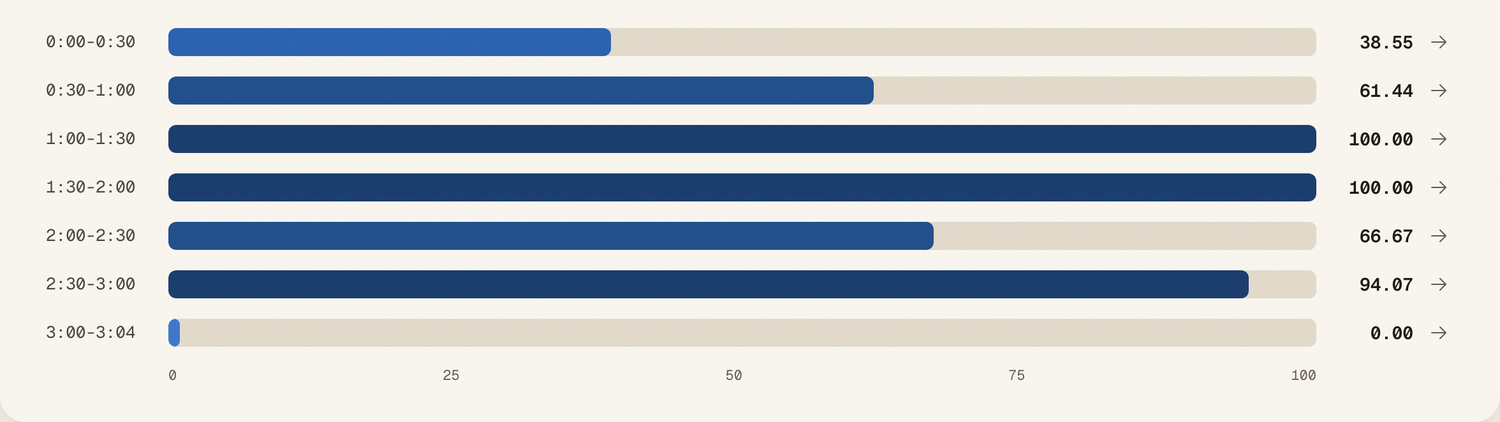 0:00-0:30 38.55 →
0:30-1:00 61.44 →
1:00-1:30 100.00 →
1:30-2:00 100.00 →
2:00-2:30 66.67 →
2:30-3:00 94.07 →
3:00-3:04 0.00 →
0 25 50 75 100